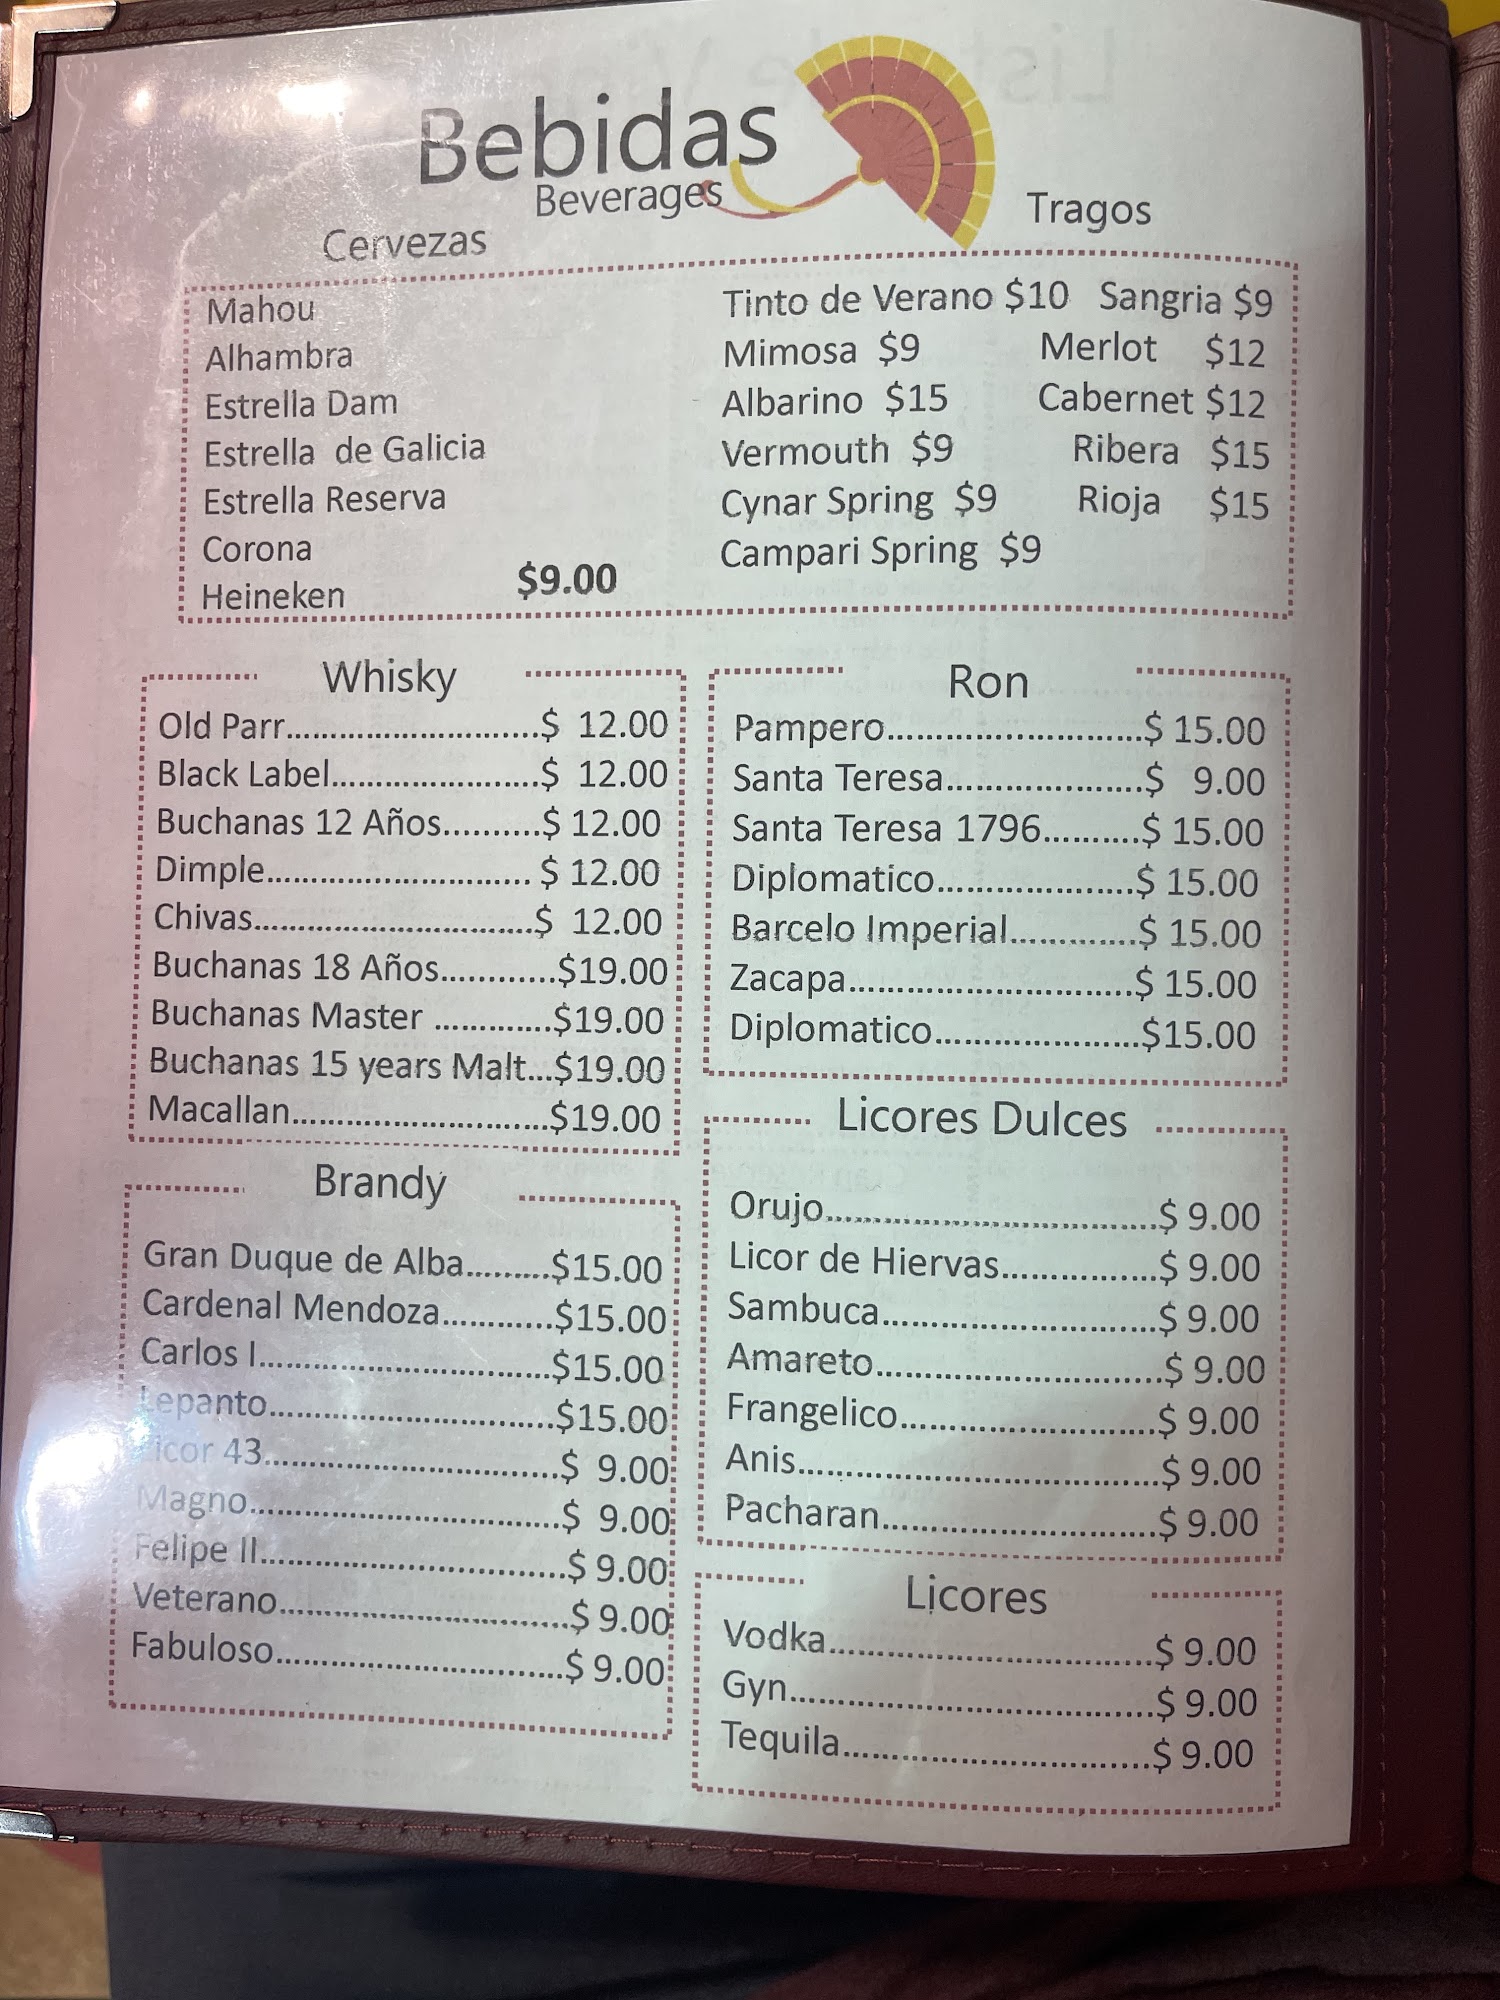 Bebidas
Beverages
Cervezas
Mahou
Alhambra
Estrella Dam
Estrella de Galicia
Estrella Reserva
Corona
Heineken $9.00
Tragos
Tinto de Verano $10 Sangria $9
Mimosa $9 Merlot $12
Albarino $15 Cabernet $12
Vermouth $9 Ribera $15
Cynar Spring $9 Rioja $15
Campari Spring $9
Whisky
Old Parr..............................$ 12.00
Black Label.........................$ 12.00
Buchanas 12 Años..........$ 12.00
Dimple.............................. $ 12.00
Chivas.................................$ 12.00
Buchanas 18 Años............$19.00
Buchanas Master .............$19.00
Buchanas 15 years Malt...$19.00
Macallan.............................$19.00
Ron
Pampero............................$ 15.00
Santa Teresa......................$ 9.00
Santa Teresa 1796..........$ 15.00
Diplomatico......................$ 15.00
Barcelo Imperial..............$ 15.00
Zacapa...............................$ 15.00
Diplomatico.......................$15.00
Brandy
Gran Duque de Alba.........$15.00
Cardenal Mendoza............$15.00
Carlos I................................$15.00
Lepanto...............................$15.00
Licor 43................................$ 9.00
Magno..................................$ 9.00
Felipe II.................................$ 9.00
Veterano...............................$ 9.00
Fabuloso...............................$ 9.00
Licores Dulces
Orujo.....................................$ 9.00
Licor de Hiervas.................$ 9.00
Sambuca..............................$ 9.00
Amareto...............................$ 9.00
Frangelico............................$ 9.00
Anis.......................................$ 9.00
Pacharan..............................$ 9.00
Licores
Vodka....................................$ 9.00
Gyn........................................$ 9.00
Tequila..................................$ 9.00